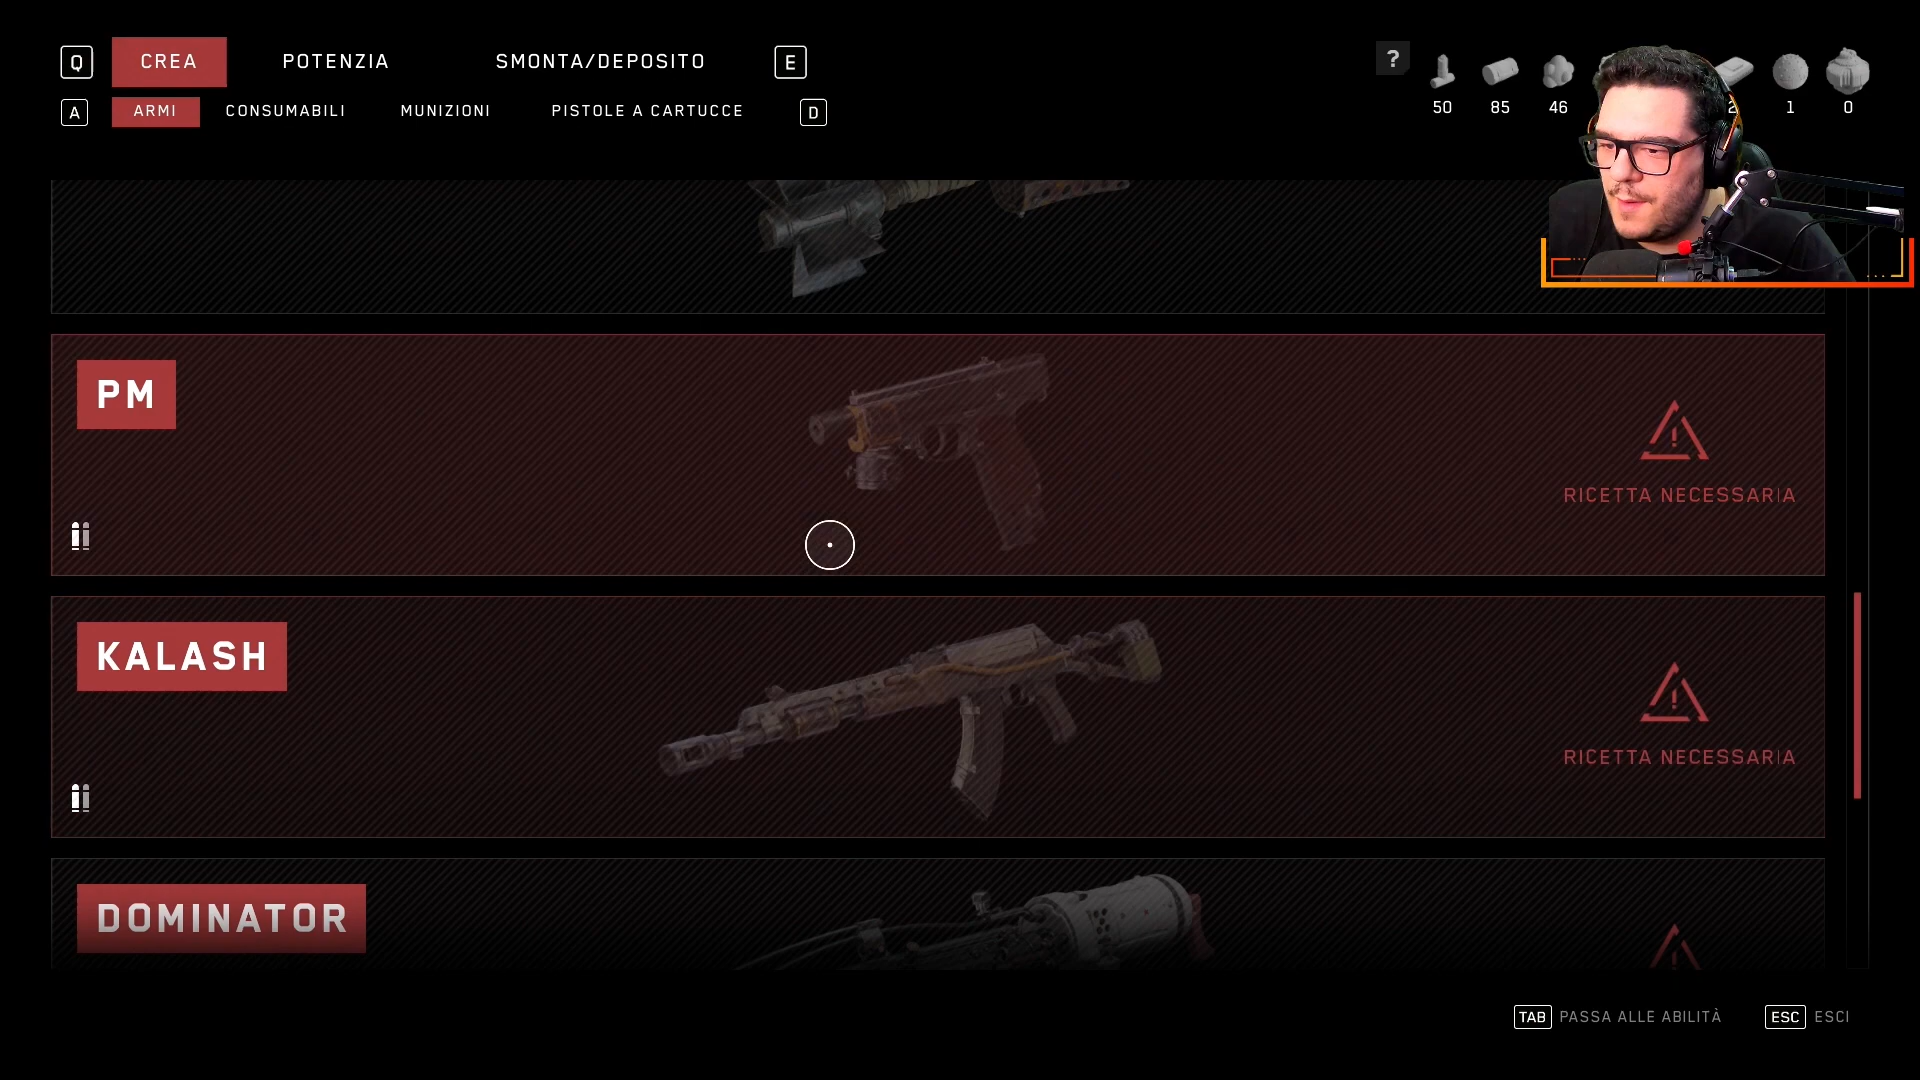 Q CREA POTENZIA SMONTA/DEPOSITO E
A ARMI CONSUMABILI MUNIZIONI PISTOLE A CARTUCCE D
?
50 85 46 2 1 0
PM
RICETTA NECESSARIA
KALASH
RICETTA NECESSARIA
DOMINATOR
TAB PASSA ALLE ABILITÀ ESC ESCI